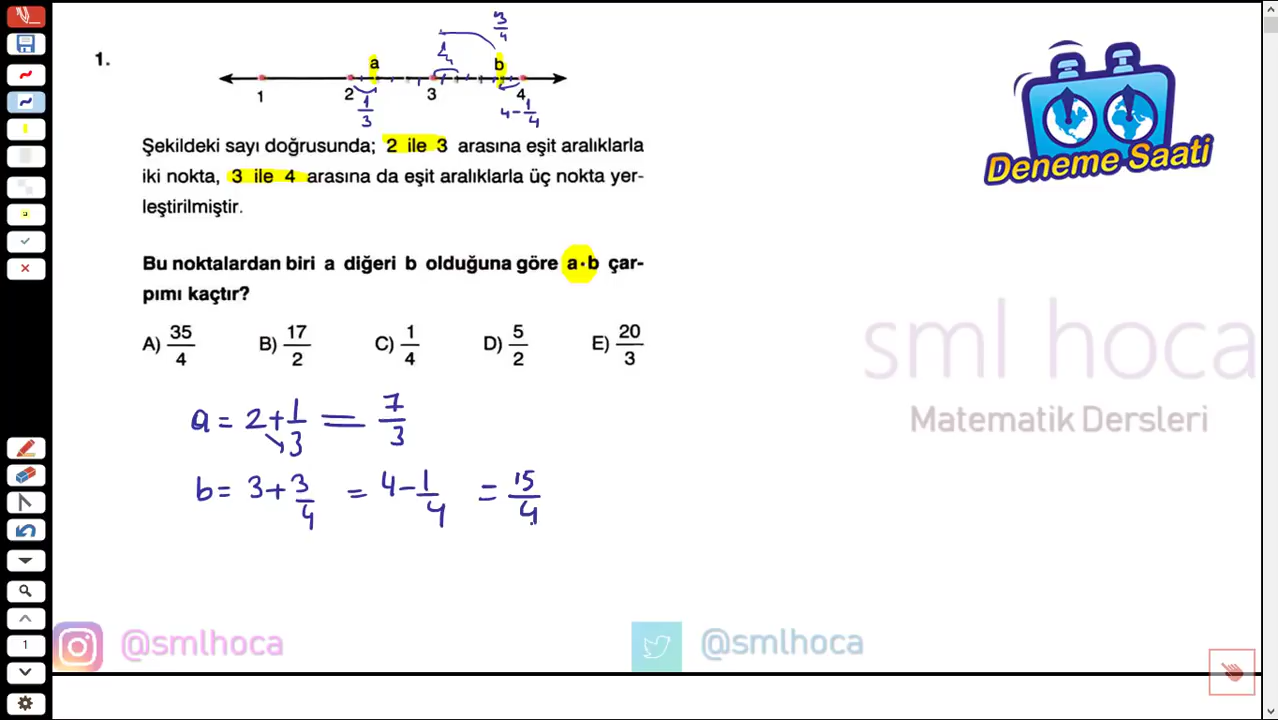 3/4
1.
1/4
a
b
1 2 3 4
1/3
4 - 1/4
Şekildeki sayı doğrusunda; 2 ile 3 arasına eşit aralıklarla
iki nokta, 3 ile 4 arasına da eşit aralıklarla üç nokta yer-
leştirilmiştir.
Bu noktalardan biri a diğeri b olduğuna göre a·b çar-
pımı kaçtır?
A) 35/4 B) 17/2 C) 1/4 D) 5/2 E) 20/3
a = 2 + 1/3 = 7/3
b = 3 + 3/4 = 4 - 1/4 = 15/4
Deneme Saati
sml hoca
Matematik Dersleri
@smlhoca
@smlhoca
1